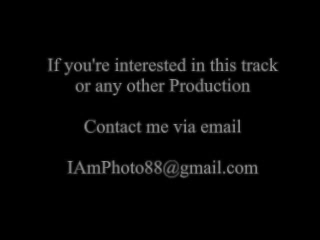 If you're interested in this track
or any other Production
Contact me via email
IAmPhoto88@gmail.com